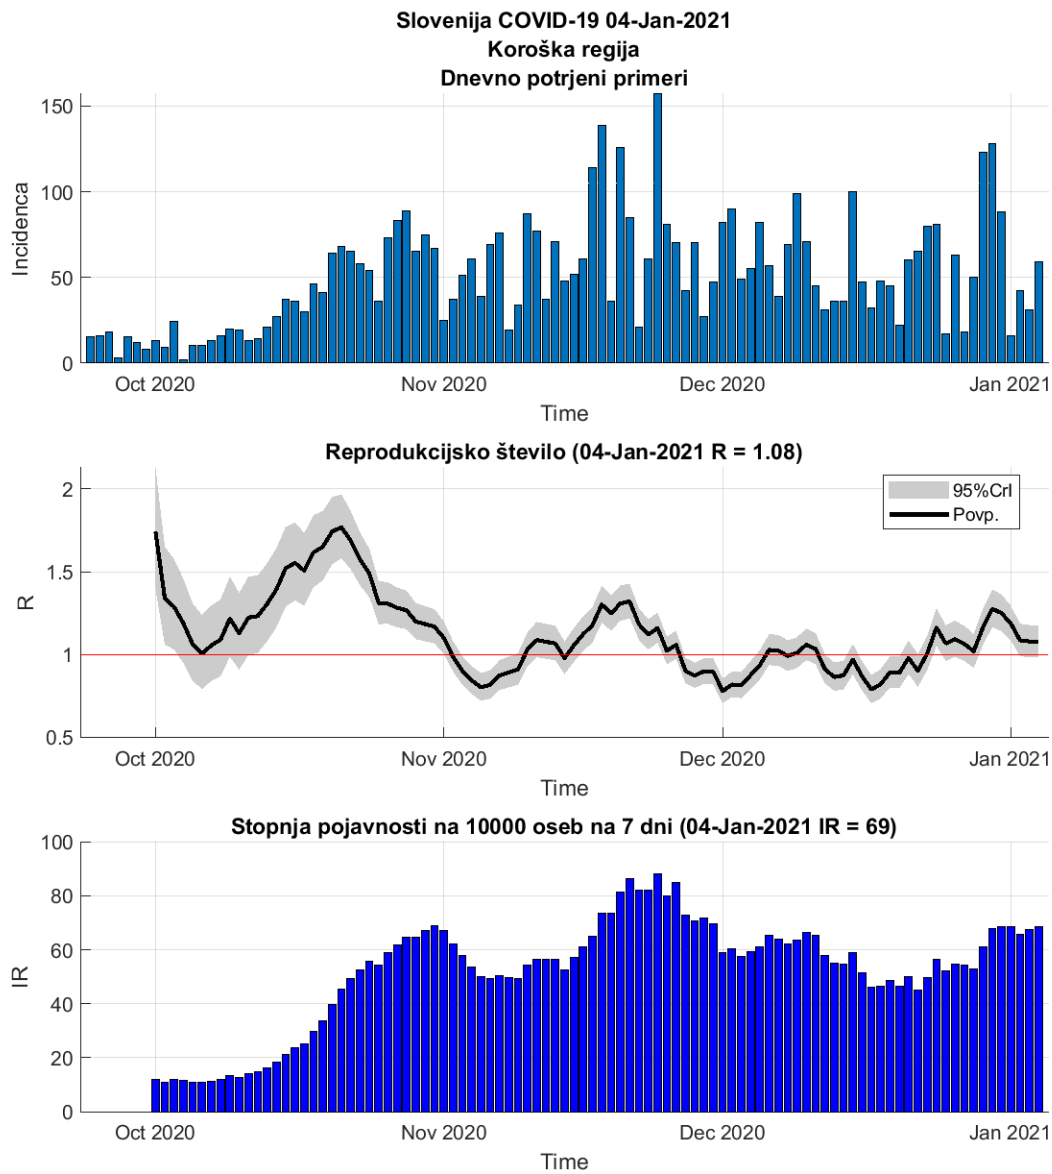 Slovenija COVID-19 04-Jan-2021
Koroška regija
Dnevno potrjeni primeri
150
100
50
0
Incidenca
Oct 2020 Nov 2020 Dec 2020 Jan 2021
Time
Reprodukcijsko število (04-Jan-2021 R = 1.08)
95%CrI
Povp.
2
1.5
1
0.5
R
Oct 2020 Nov 2020 Dec 2020 Jan 2021
Time
Stopnja pojavnosti na 10000 oseb na 7 dni (04-Jan-2021 IR = 69)
100
80
60
40
20
0
IR
Oct 2020 Nov 2020 Dec 2020 Jan 2021
Time